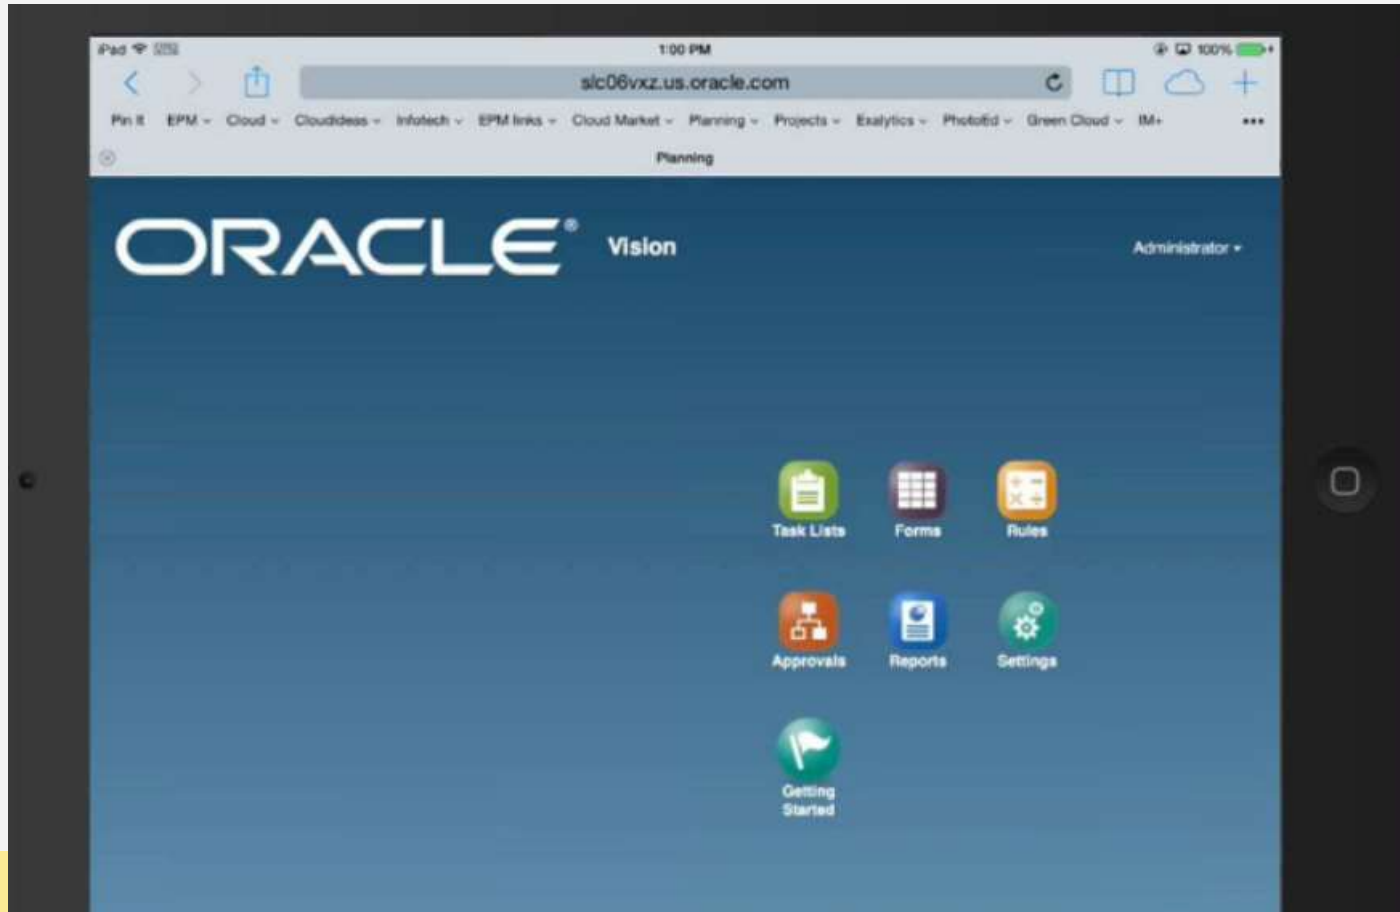 iPad VPN 1:00 PM 100%
slc06vxz.us.oracle.com
Pin It EPM Cloud Cloudideas Infotech EPM links Cloud Market Planning Projects Exalytics PhotoEd Green Cloud IM+ •••
Planning
ORACLE® Vision Administrator
Task Lists Forms Rules
Approvals Reports Settings
Getting
Started